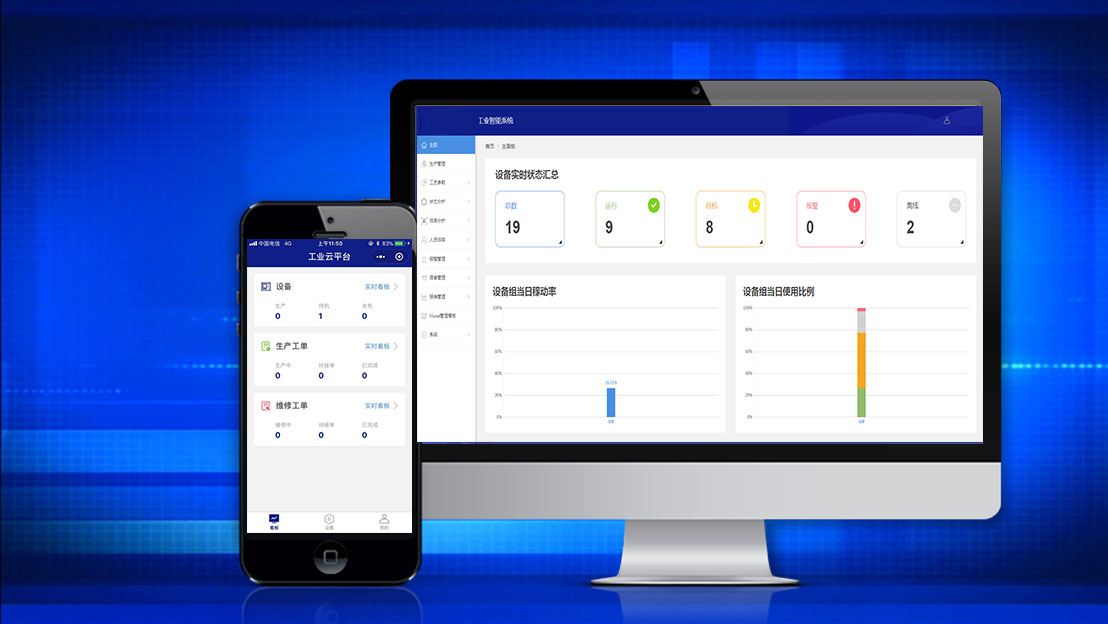 中国电信 4G 上午11:50 83%
工业云平台
设备 实时看板
生产 待机 关机
0 1 0
生产工单 实时看板
生产中 待接单 已完成
0 0 0
维修工单 实时看板
维修中 待接单 已完成
0 0 0
看板 设备 我的
工业智能系统
主页
生产管理
工艺参数
状态分析
效率分析
人员效率
报警管理
报表管理
Visual管理看板
系统
首页 / 主面板
设备实时状态汇总
总数 运行 待机 报警 离线
19 9 8 0 2
设备组当日稼动率
100%
80%
60%
40%
20%
0%
设备组当日使用比例
100%
80%
60%
40%
20%
0%